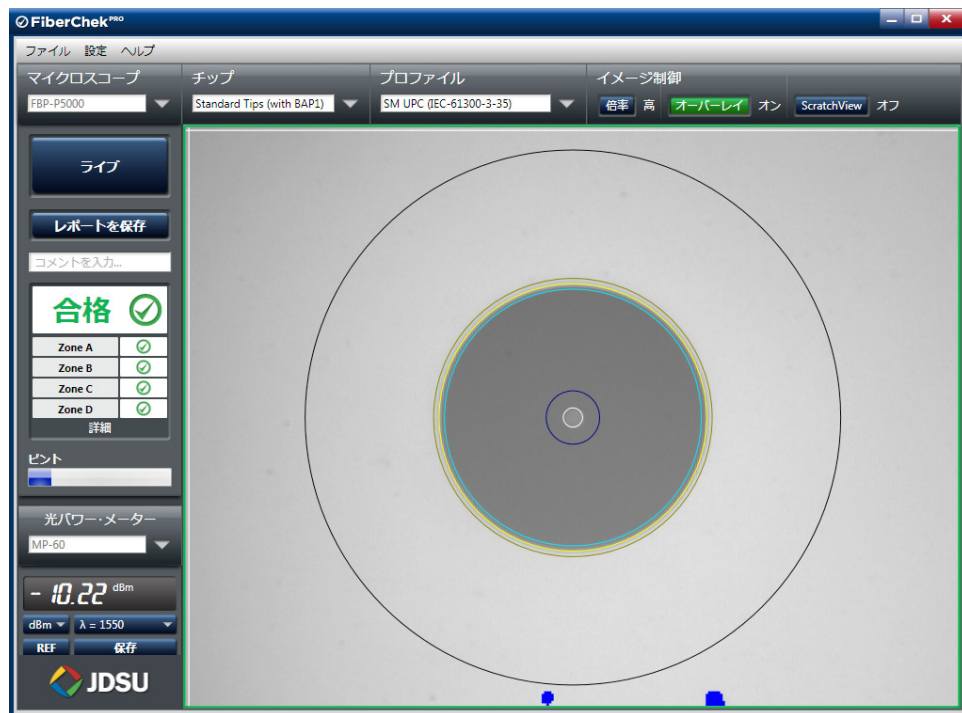 FiberChek PRO
ファイル 設定 ヘルプ
マイクロスコープ チップ プロファイル イメージ制御
FBP-P5000 Standard Tips (with BAP1) SM UPC (IEC-61300-3-35) 倍率 高 オーバーレイ オン ScratchView オフ
ライブ
レポートを保存
コメントを入力...
合格
Zone A
Zone B
Zone C
Zone D
詳細
ピント
光パワー・メーター
MP-60
- 10.22 dBm
dBm λ = 1550
REF 保存
JDSU